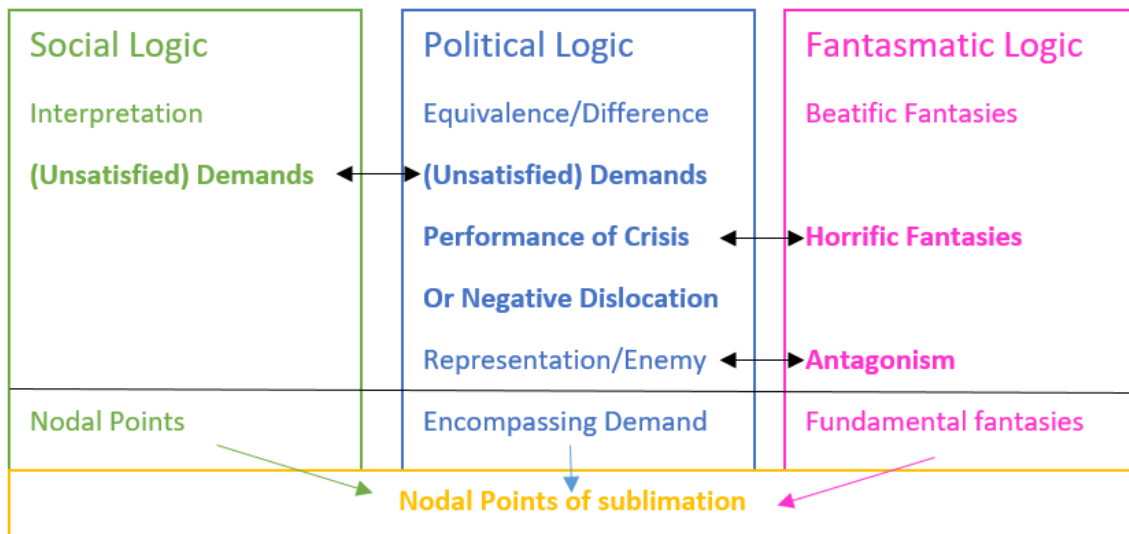 Social Logic
Interpretation
(Unsatisfied) Demands
Nodal Points
Political Logic
Equivalence/Difference
(Unsatisfied) Demands
Performance of Crisis
Or Negative Dislocation
Representation/Enemy
Encompassing Demand
Fantasmatic Logic
Beatific Fantasies
Horrific Fantasies
Antagonism
Fundamental fantasies
Nodal Points of sublimation